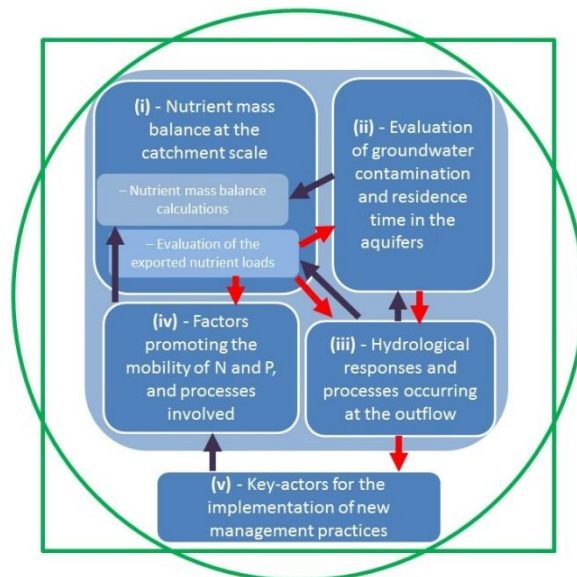 (i) - Nutrient mass
balance at the
catchment scale
– Nutrient mass balance
calculations
– Evaluation of the
exported nutrient loads
(ii) - Evaluation
of groundwater
contamination
and residence
time in the
aquifers
(iv) - Factors
promoting the
mobility of N and P,
and processes
involved
(iii) - Hydrological
responses and
processes occurring
at the outflow
(v) - Key-actors for the
implementation of new
management practices